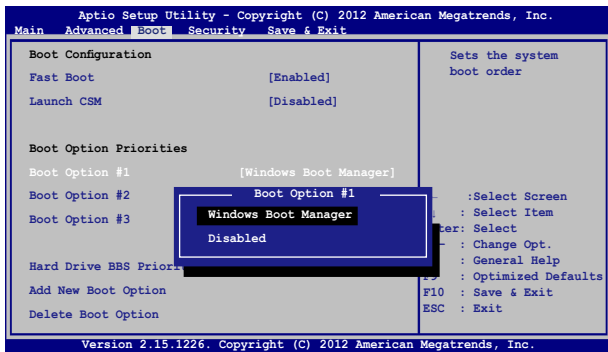 Aptio Setup Utility - Copyright (C) 2012 American Megatrends, Inc.
Main Advanced Boot Security Save & Exit
Boot Configuration
Fast Boot [Enabled]
Launch CSM [Disabled]
Boot Option Priorities
Boot Option #1 [Windows Boot Manager]
Boot Option #2
Boot Option #3
Hard Drive BBS
Add New Boot Option
Delete Boot Option
Boot Option #1
Windows Boot Manager
Disabled
Sets the system
boot order
:Select Screen
: Select Item
: Select
: Change Opt.
: General Help
: Optimized Defaults
F10 : Save & Exit
ESC : Exit
Version 2.15.1226. Copyright (C) 2012 American Megatrends, Inc.